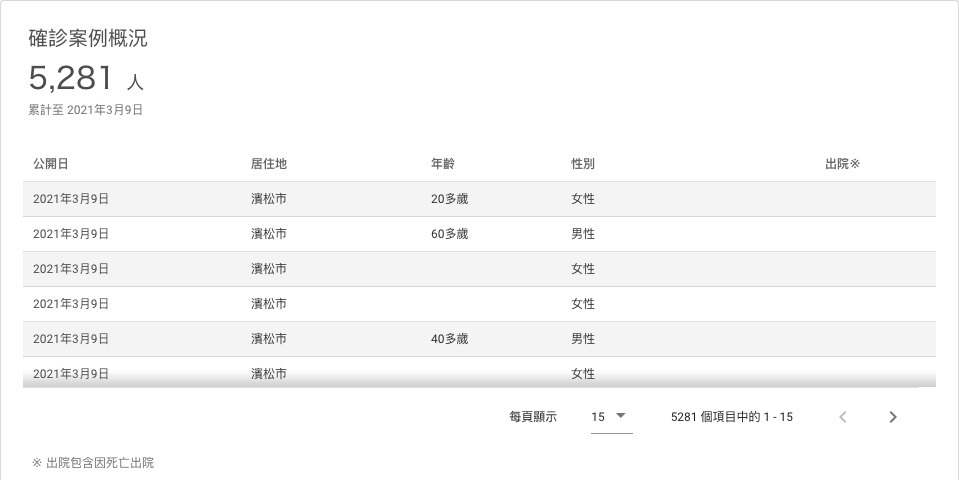 確診案例概況
5,281 人
累計至 2021年3月9日
公開日 居住地 年齡 性別 出院※
2021年3月9日 濱松市 20多歲 女性
2021年3月9日 濱松市 60多歲 男性
2021年3月9日 濱松市 女性
2021年3月9日 濱松市 女性
2021年3月9日 濱松市 40多歲 男性
2021年3月9日 濱松市 女性
每頁顯示 15 5281 個項目中的 1 - 15
※ 出院包含因死亡出院